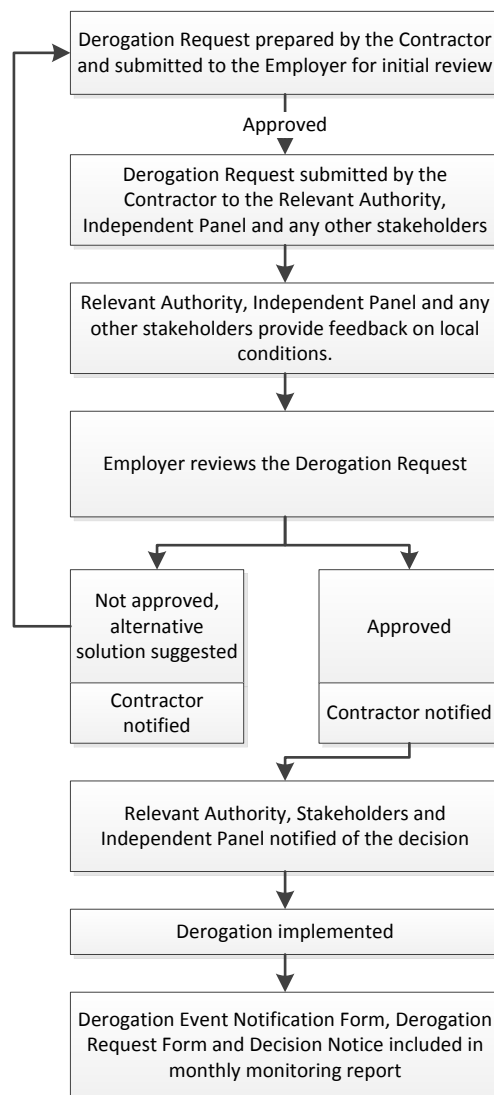 Derogation Request prepared by the Contractor
and submitted to the Employer for initial review
Approved
Derogation Request submitted by the
Contractor to the Relevant Authority,
Independent Panel and any other stakeholders
Relevant Authority, Independent Panel and any
other stakeholders provide feedback on local
conditions.
Employer reviews the Derogation Request
Not approved,
alternative
solution suggested
Contractor
notified
Approved
Contractor notified
Relevant Authority, Stakeholders and
Independent Panel notified of the decision
Derogation implemented
Derogation Event Notification Form, Derogation
Request Form and Decision Notice included in
monthly monitoring report